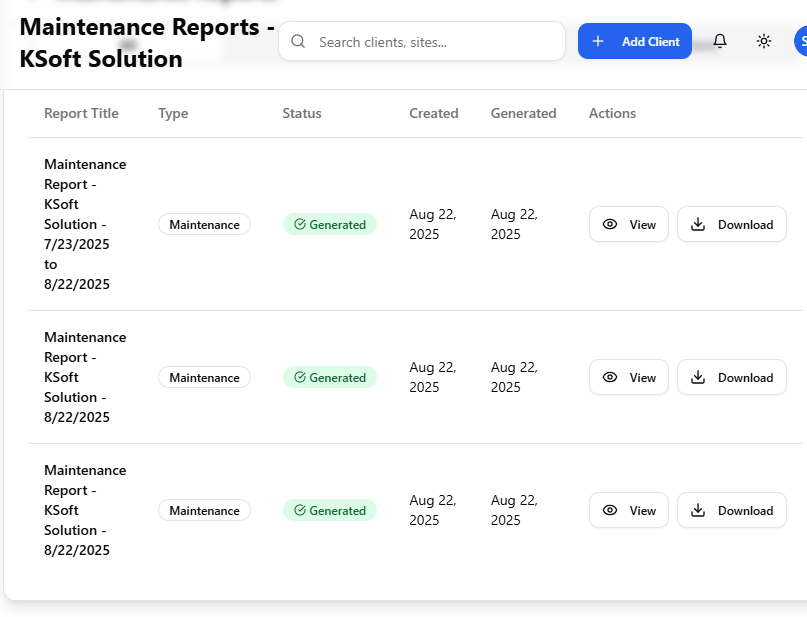 Maintenance Reports -
KSoft Solution
Search clients, sites...
Add Client
S
Report Title Type Status Created Generated Actions
Maintenance
Report -
KSoft
Solution -
7/23/2025
to
8/22/2025
Maintenance
Generated
Aug 22,
2025
Aug 22,
2025
View
Download
Maintenance
Report -
KSoft
Solution -
8/22/2025
Maintenance
Generated
Aug 22,
2025
Aug 22,
2025
View
Download
Maintenance
Report -
KSoft
Solution -
8/22/2025
Maintenance
Generated
Aug 22,
2025
Aug 22,
2025
View
Download